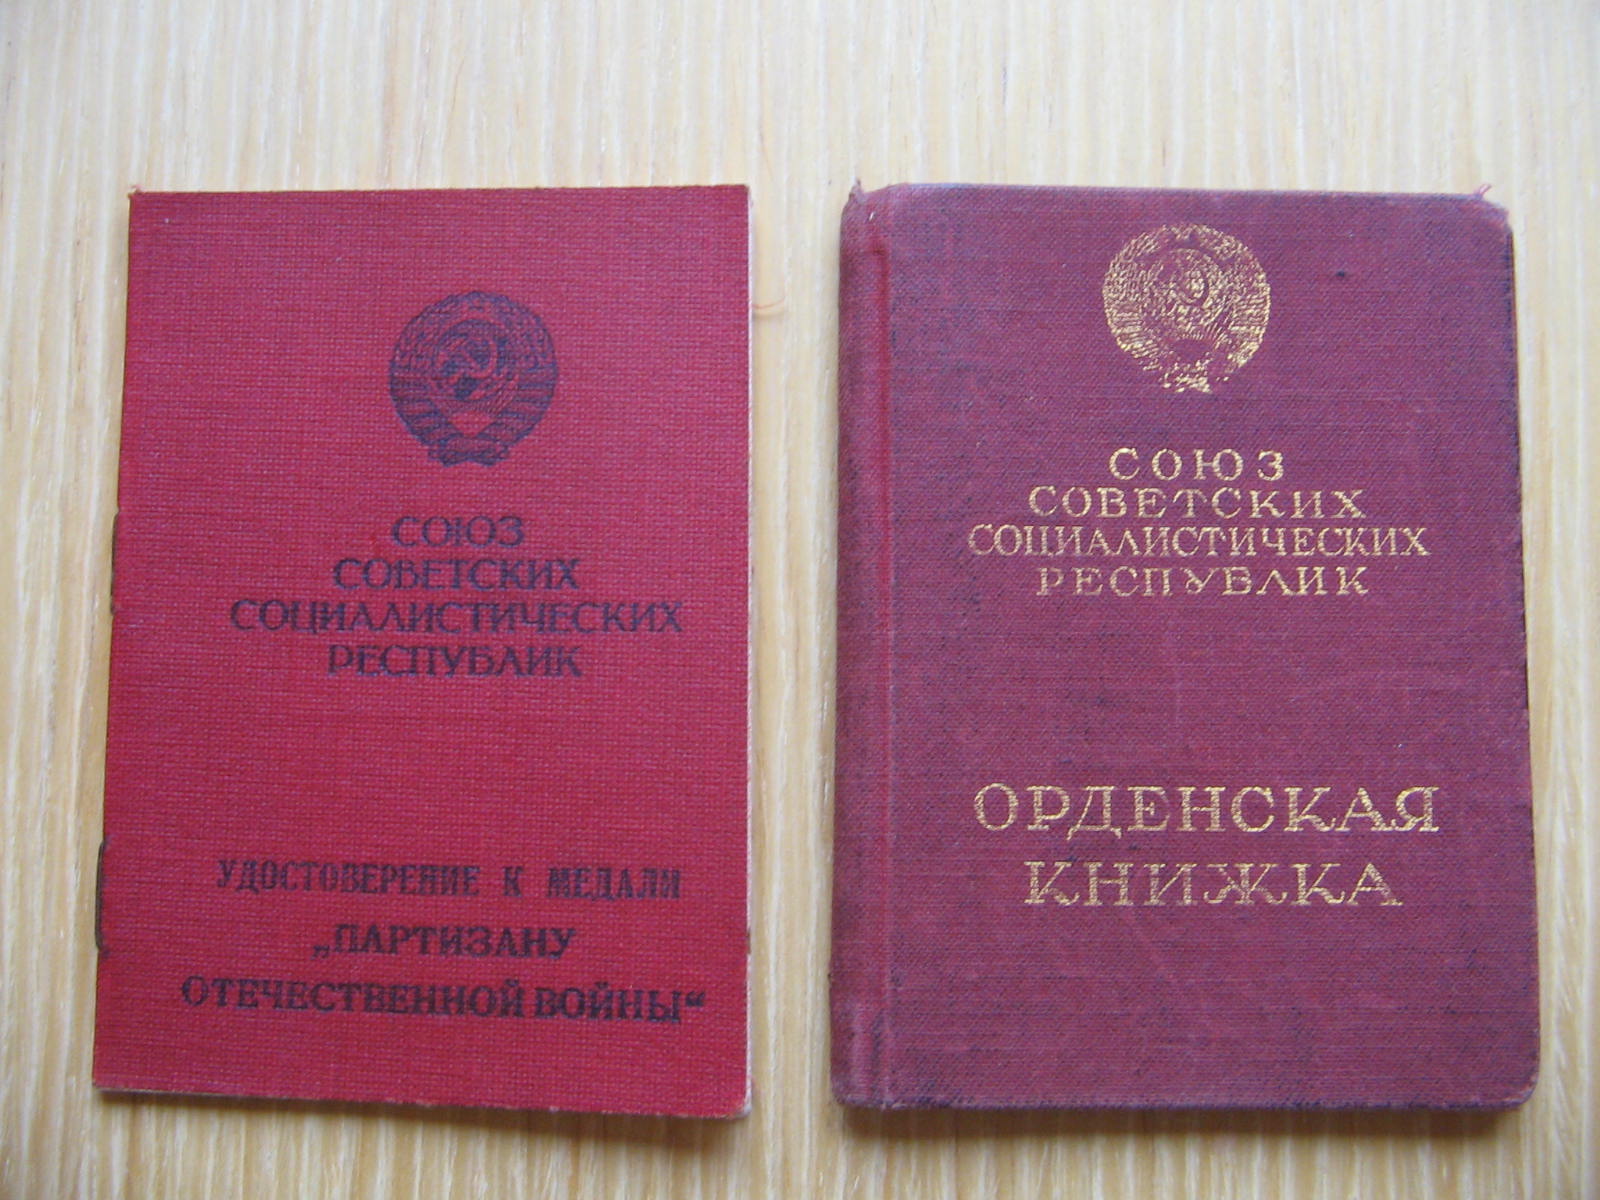 СОЮЗ
СОВЕТСКИХ
СОЦИАЛИСТИЧЕСКИХ
РЕСПУБЛИК
УДОСТОВЕРЕНИЕ К МЕДАЛИ
„ПАРТИЗАНУ
ОТЕЧЕСТВЕННОЙ ВОЙНЫ“
СОЮЗ
СОВЕТСКИХ
СОЦИАЛИСТИЧЕСКИХ
РЕСПУБЛИК
ОРДЕНСКАЯ
КНИЖКА